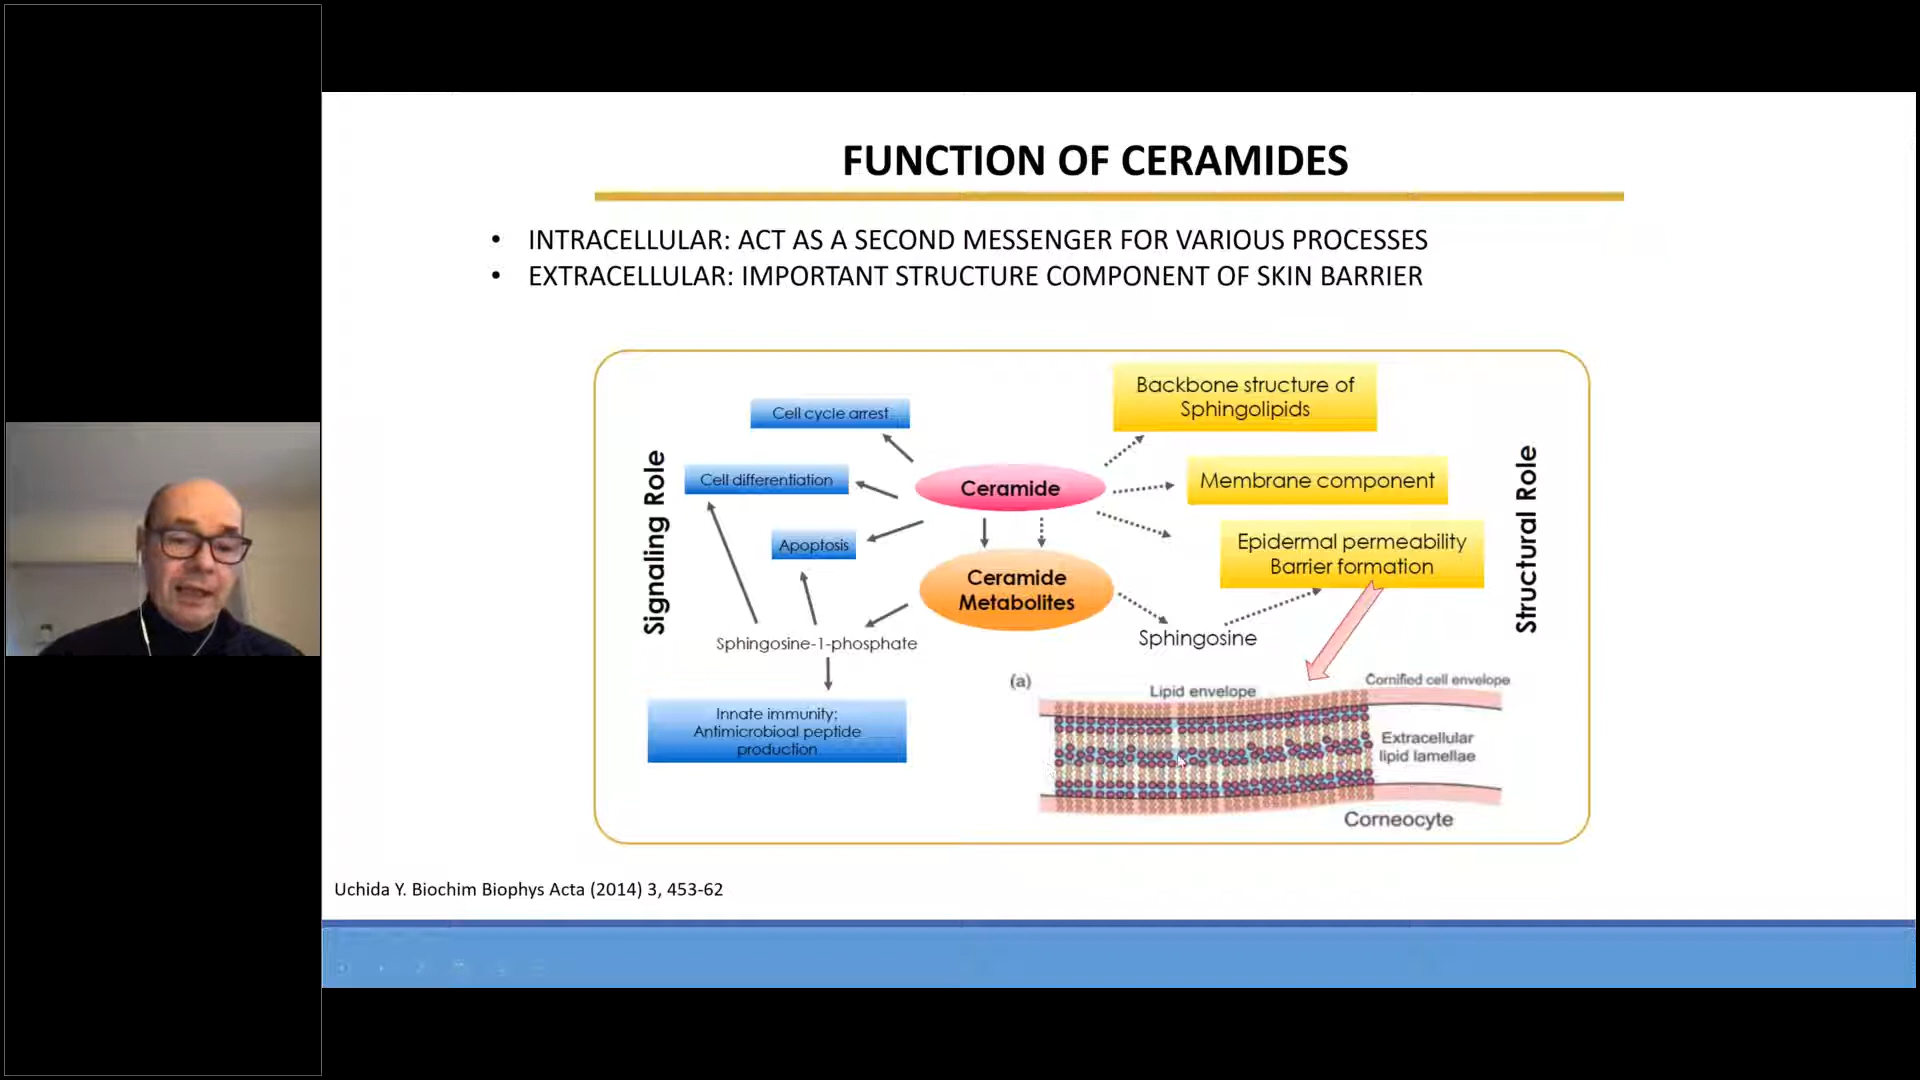 FUNCTION OF CERAMIDES
• INTRACELLULAR: ACT AS A SECOND MESSENGER FOR VARIOUS PROCESSES
• EXTRACELLULAR: IMPORTANT STRUCTURE COMPONENT OF SKIN BARRIER
Signaling Role
Cell cycle arrest
Cell differentiation
Apoptosis
Sphingosine-1-phosphate
Innate immunity;
Antimicrobioal peptide
production
Ceramide
Ceramide
Metabolites
Backbone structure of
Sphingolipids
Membrane component
Epidermal permeability
Barrier formation
Sphingosine
Structural Role
(a)
Lipid envelope
Cornified cell envelope
Extracellular
lipid lamellae
Corneocyte
Uchida Y. Biochim Biophys Acta (2014) 3, 453-62